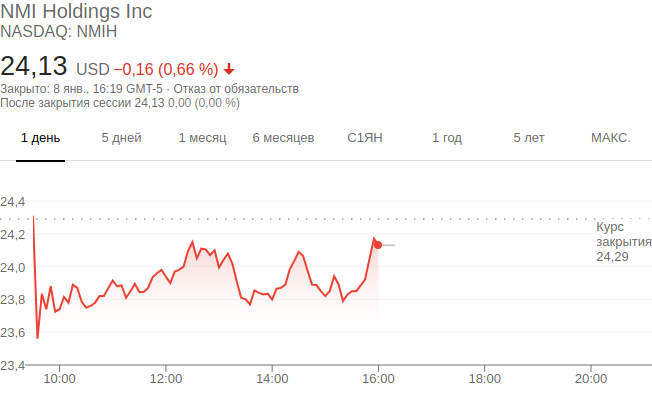 NMI Holdings Inc
NASDAQ: NMIH
24,13 USD −0,16 (0,66 %)
Закрыто: 8 янв., 16:19 GMT-5 · Отказ от обязательств
После закрытия сессии 24,13 0,00 (0,00 %)
1 день 5 дней 1 месяц 6 месяцев С1ЯН 1 год 5 лет МАКС.
24,4
24,2
24,0
23,8
23,6
23,4
Курс
закрытия
24,29
10:00 12:00 14:00 16:00 18:00 20:00